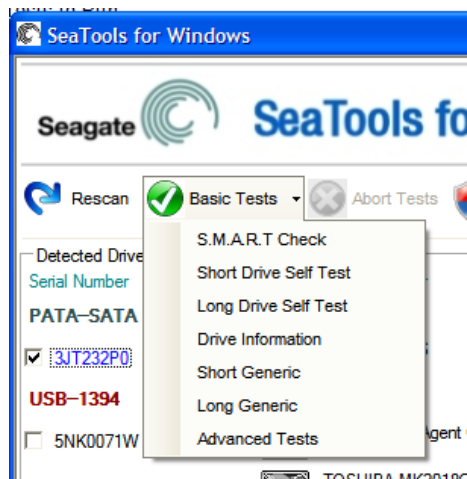 SeaTools for Windows
Seagate
SeaTools fo
Rescan
Basic Tests
Abort Tests
S.M.A.R.T Check
Short Drive Self Test
Long Drive Self Test
Drive Information
Short Generic
Long Generic
Advanced Tests
Detected Drive
Serial Number
PATA-SATA
3JT232P0
USB-1394
5NK0071W
Agent